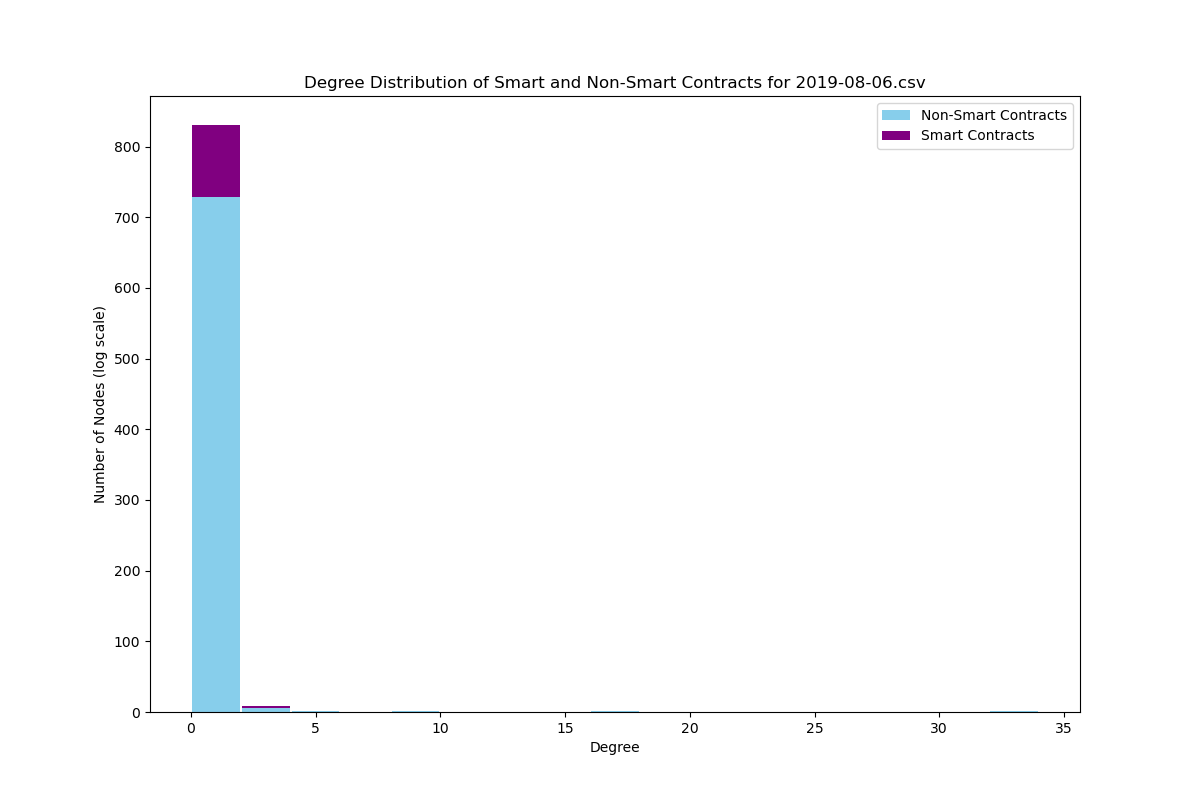 Degree Distribution of Smart and Non-Smart Contracts for 2019-08-06.csv
Non-Smart Contracts
Smart Contracts
800
700
600
500
400
300
200
100
0
Number of Nodes (log scale)
0 5 10 15 20 25 30 35
Degree